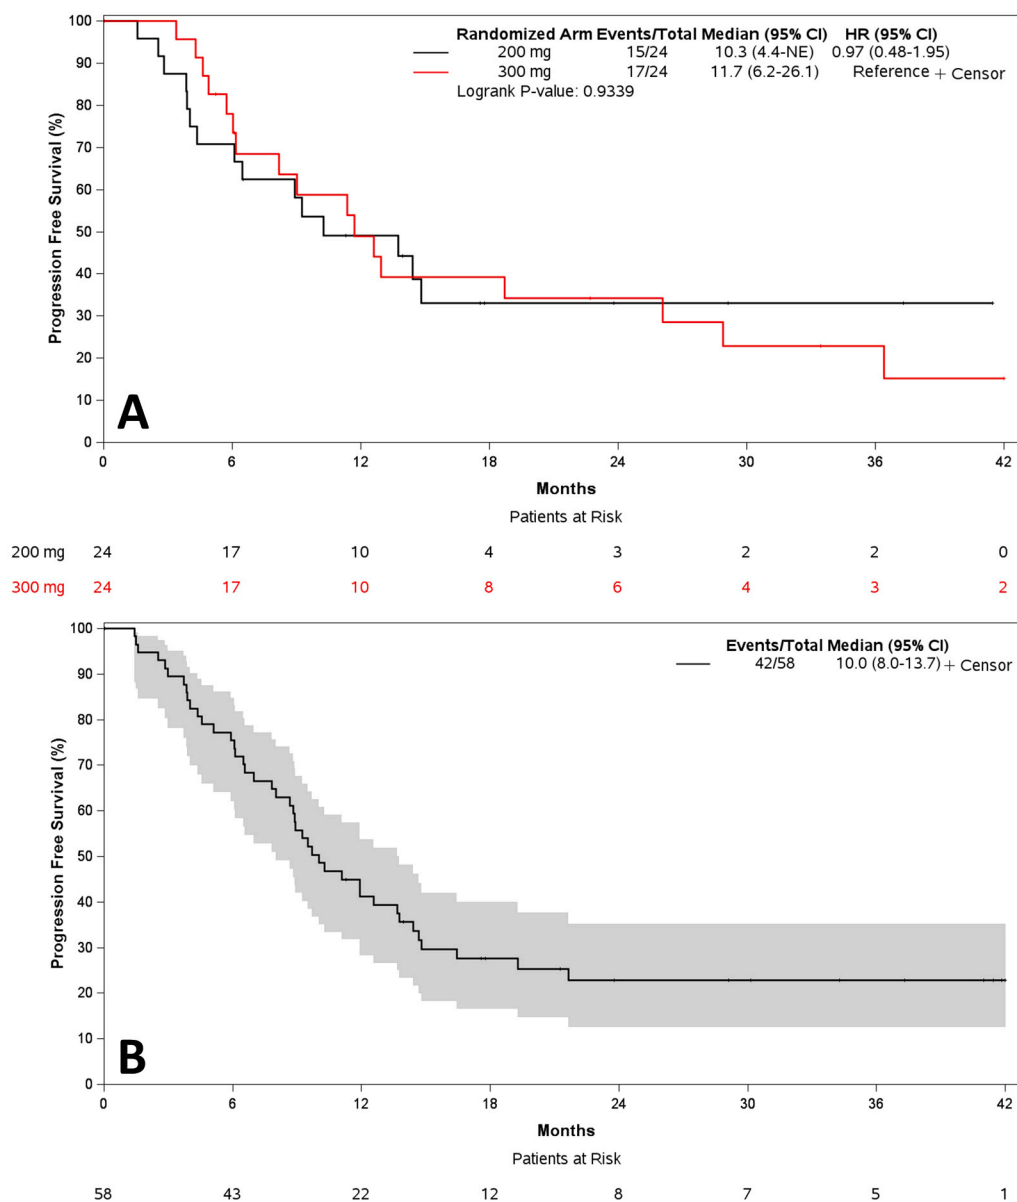 Randomized Arm Events/Total Median (95% CI) HR (95% CI)
200 mg 15/24 10.3 (4.4-NE) 0.97 (0.48-1.95)
300 mg 17/24 11.7 (6.2-26.1) Reference + Censor
Logrank P-value: 0.9339
Progression Free Survival (%)
100
90
80
70
60
50
40
30
20
10
0
A
0 6 12 18 24 30 36 42
Months
Patients at Risk
200 mg 24 17 10 4 3 2 2 0
300 mg 24 17 10 8 6 4 3 2
Events/Total Median (95% CI)
42/58 10.0 (8.0-13.7) + Censor
Progression Free Survival (%)
100
90
80
70
60
50
40
30
20
10
0
B
0 6 12 18 24 30 36 42
Months
Patients at Risk
58 43 22 12 8 7 5 1